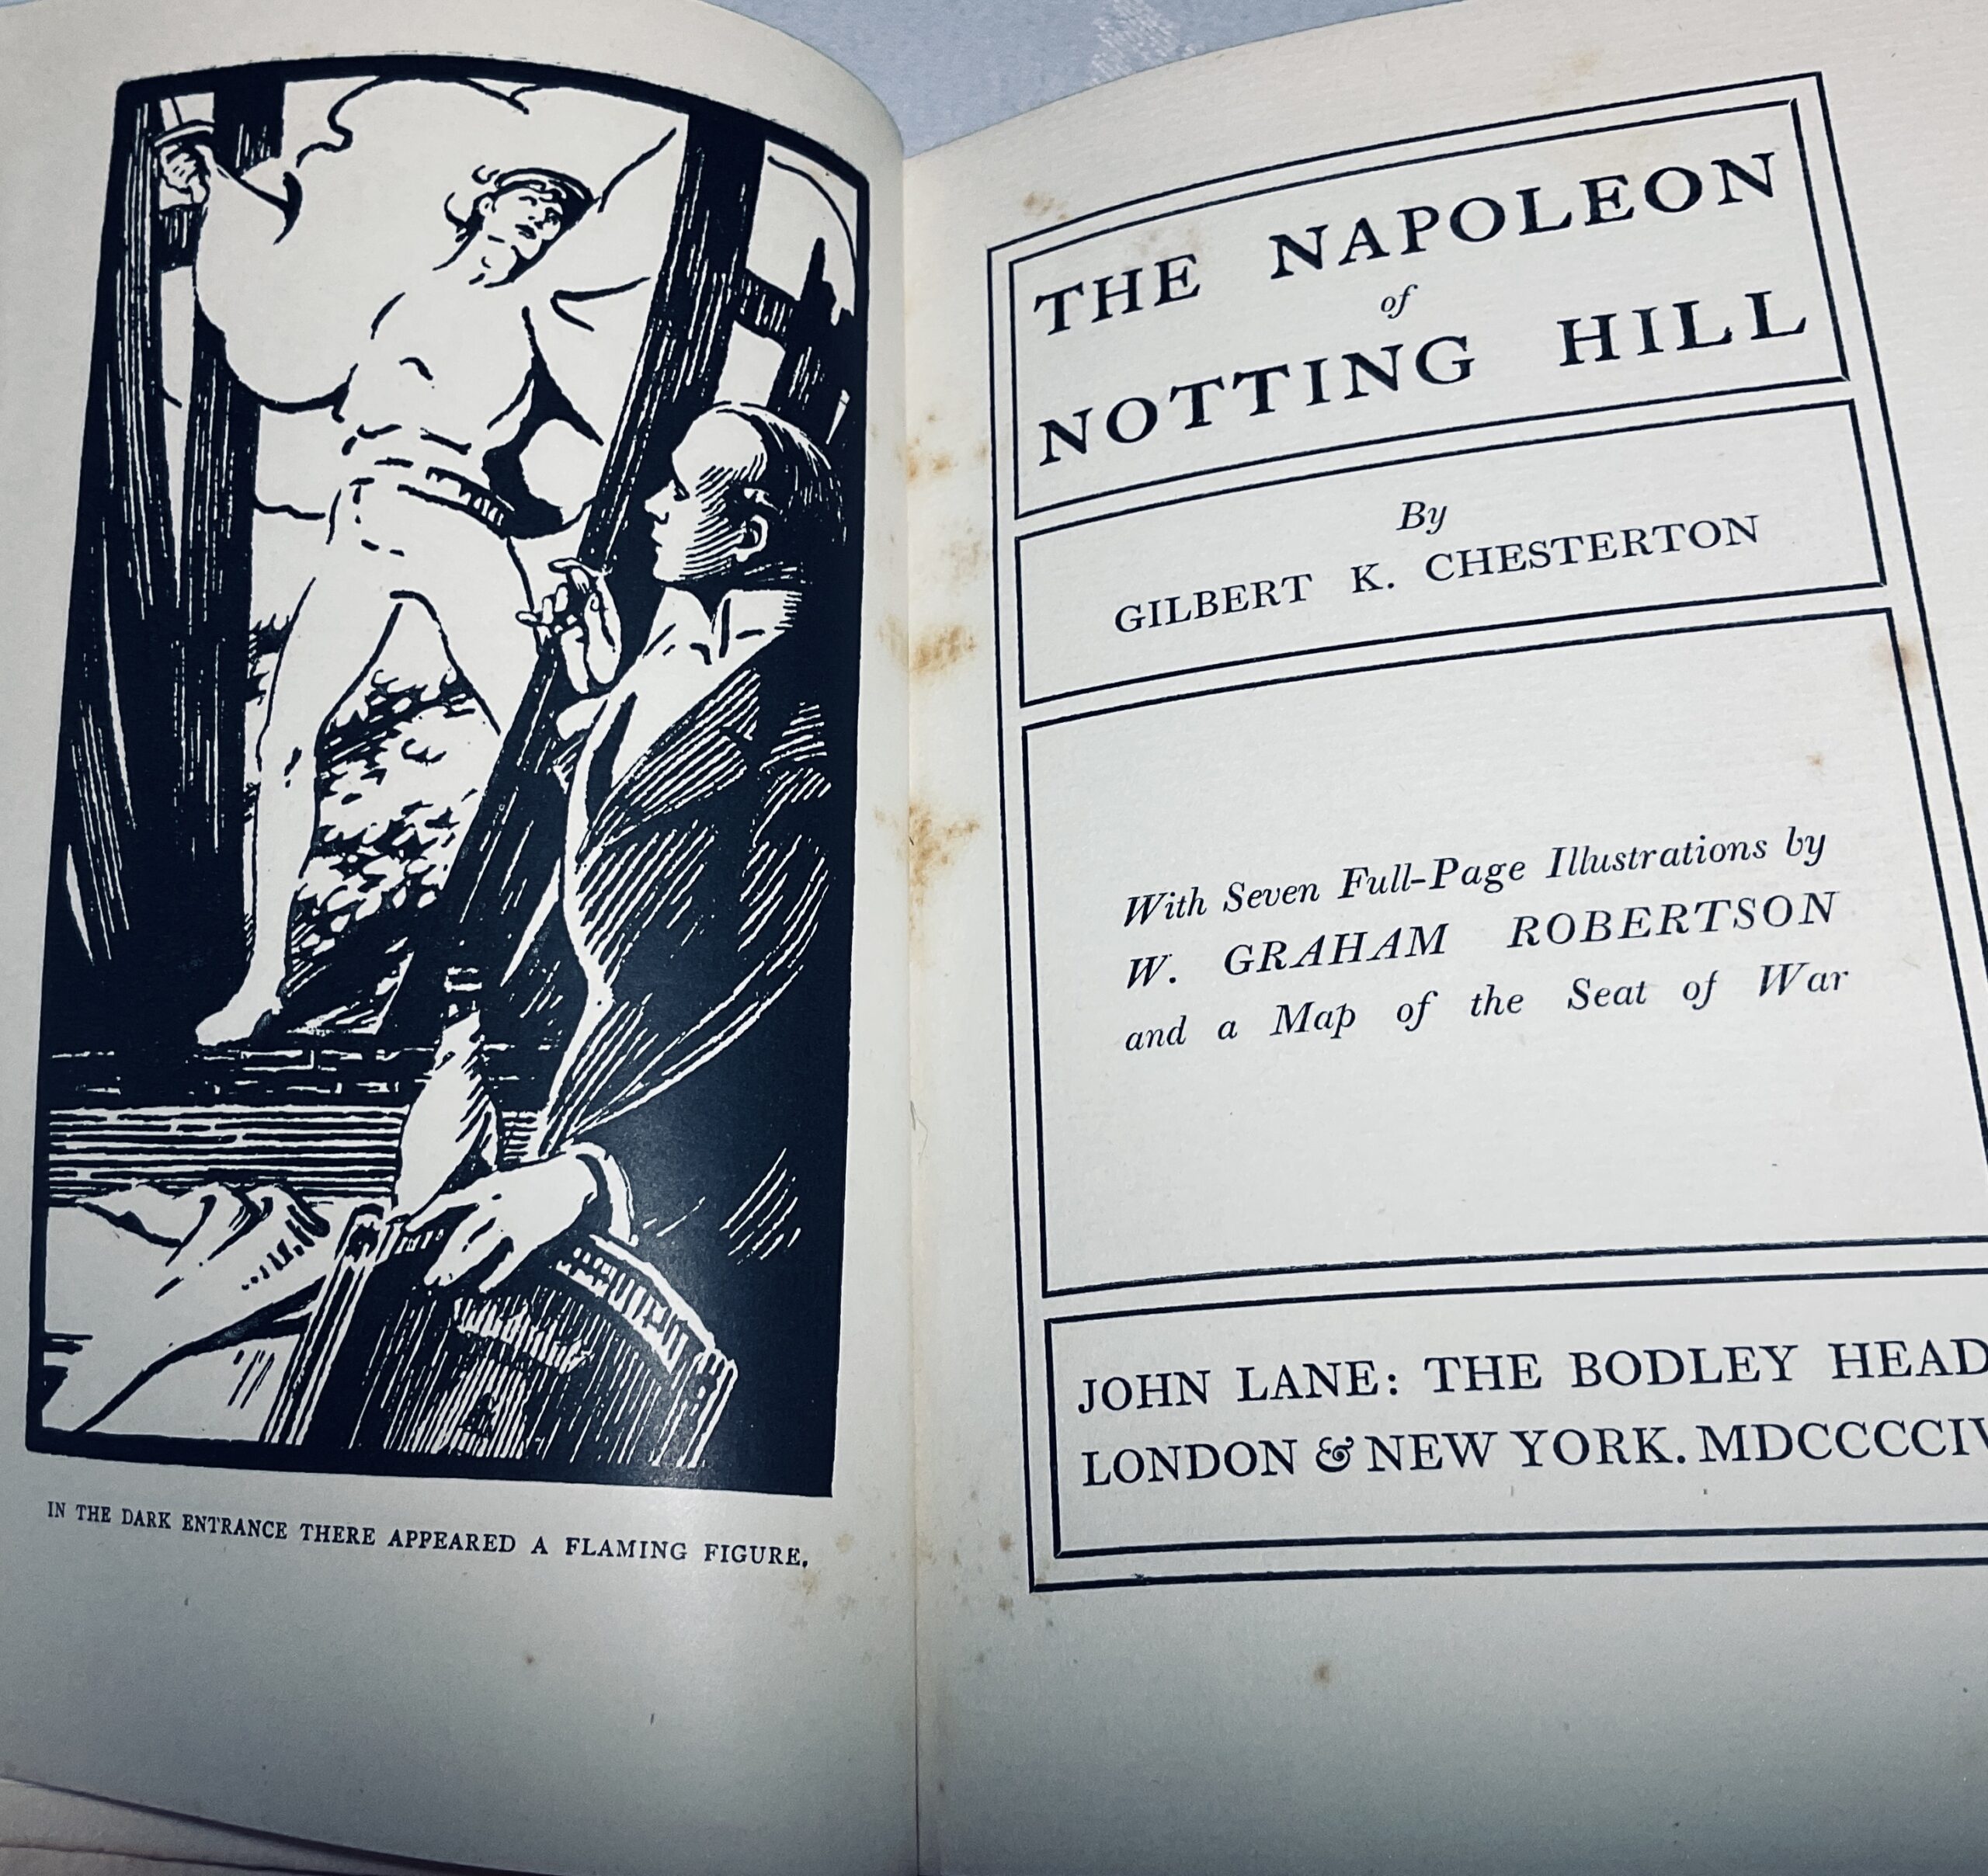 IN THE DARK ENTRANCE THERE APPEARED A FLAMING FIGURE.
THE NAPOLEON
of
NOTTING HILL
By
GILBERT K. CHESTERTON
With Seven Full-Page Illustrations by
W. GRAHAM ROBERTSON
and a Map of the Seat of War
JOHN LANE: THE BODLEY HEAD
LONDON & NEW YORK. MDCCCCIV